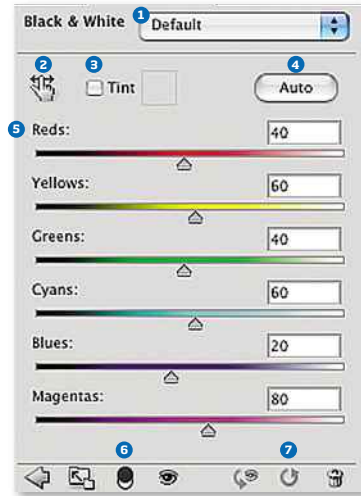 Black & White 1 Default
2 3 4
Tint Auto
5 Reds: 40
Yellows: 60
Greens: 40
Cyans: 60
Blues: 20
Magentas: 80
6 7